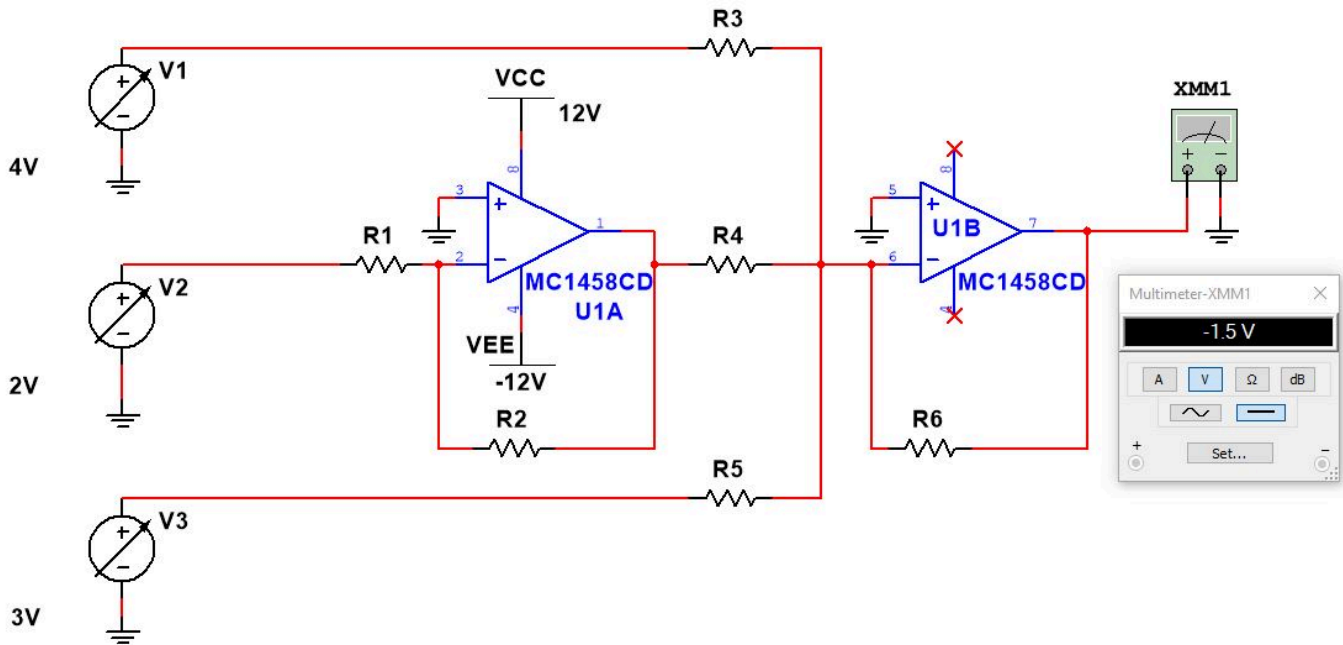 R3
V1
VCC
12V
XMM1
+ -
4V
8
3
+
1
5
8
+
U1B
7
R1
2
-
R4
6
-
MC1458CD
U1A
MC1458CD
V2
4
4
VEE
-12V
2V
R2
R6
R5
V3
3V
Multimeter-XMM1
-1.5 V
A V Ω dB
+
Set...
-